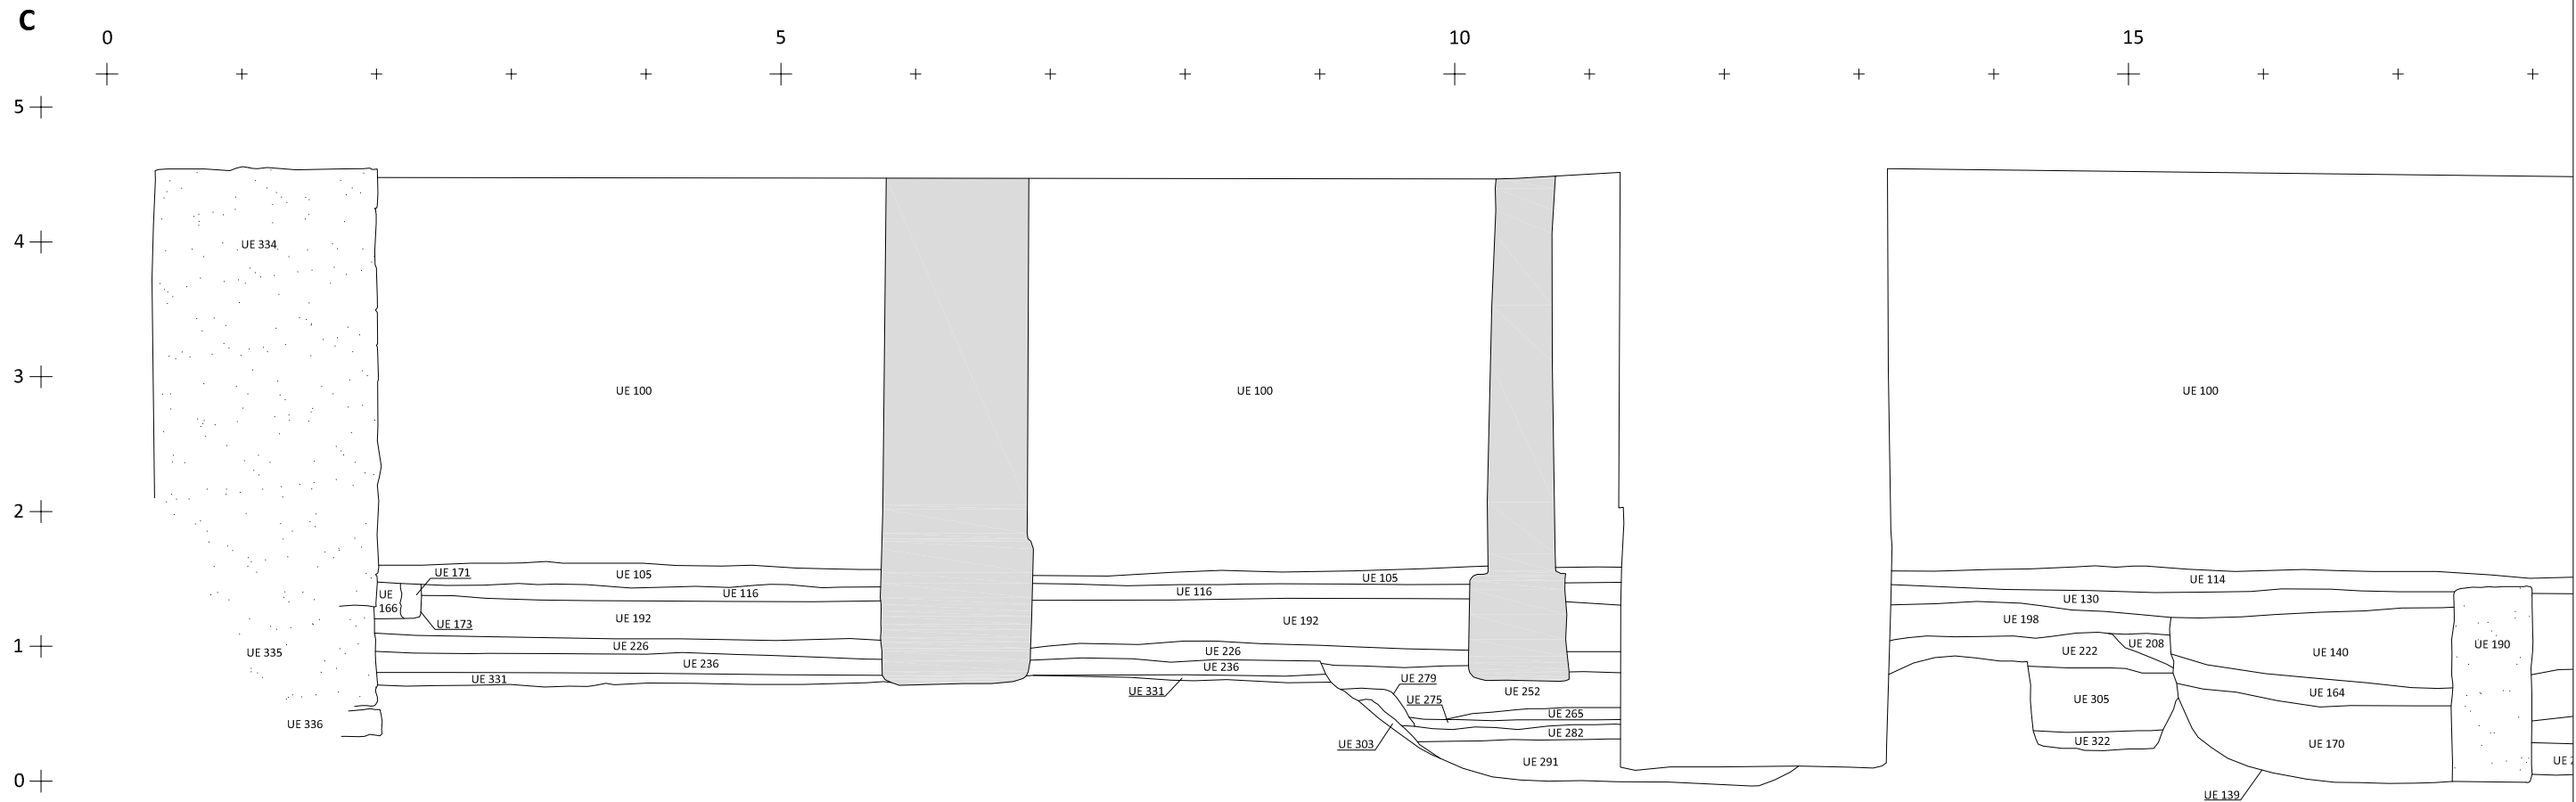 C
0 5 10 15
5
4
3
2
1
0
UE 334
UE 100 UE 100 UE 100
UE 171
UE 105
UE 105
UE 114
UE
166
UE 116
UE 116
UE 130
UE 173
UE 192
UE 192
UE 198
UE 335
UE 226
UE 226
UE 222
UE 208
UE 140
UE 190
UE 236
UE 236
UE 331
UE 331
UE 279
UE 275
UE 252
UE 305
UE 164
UE 265
UE 336
UE 303
UE 282
UE 322
UE 170
UE 291
UE 139